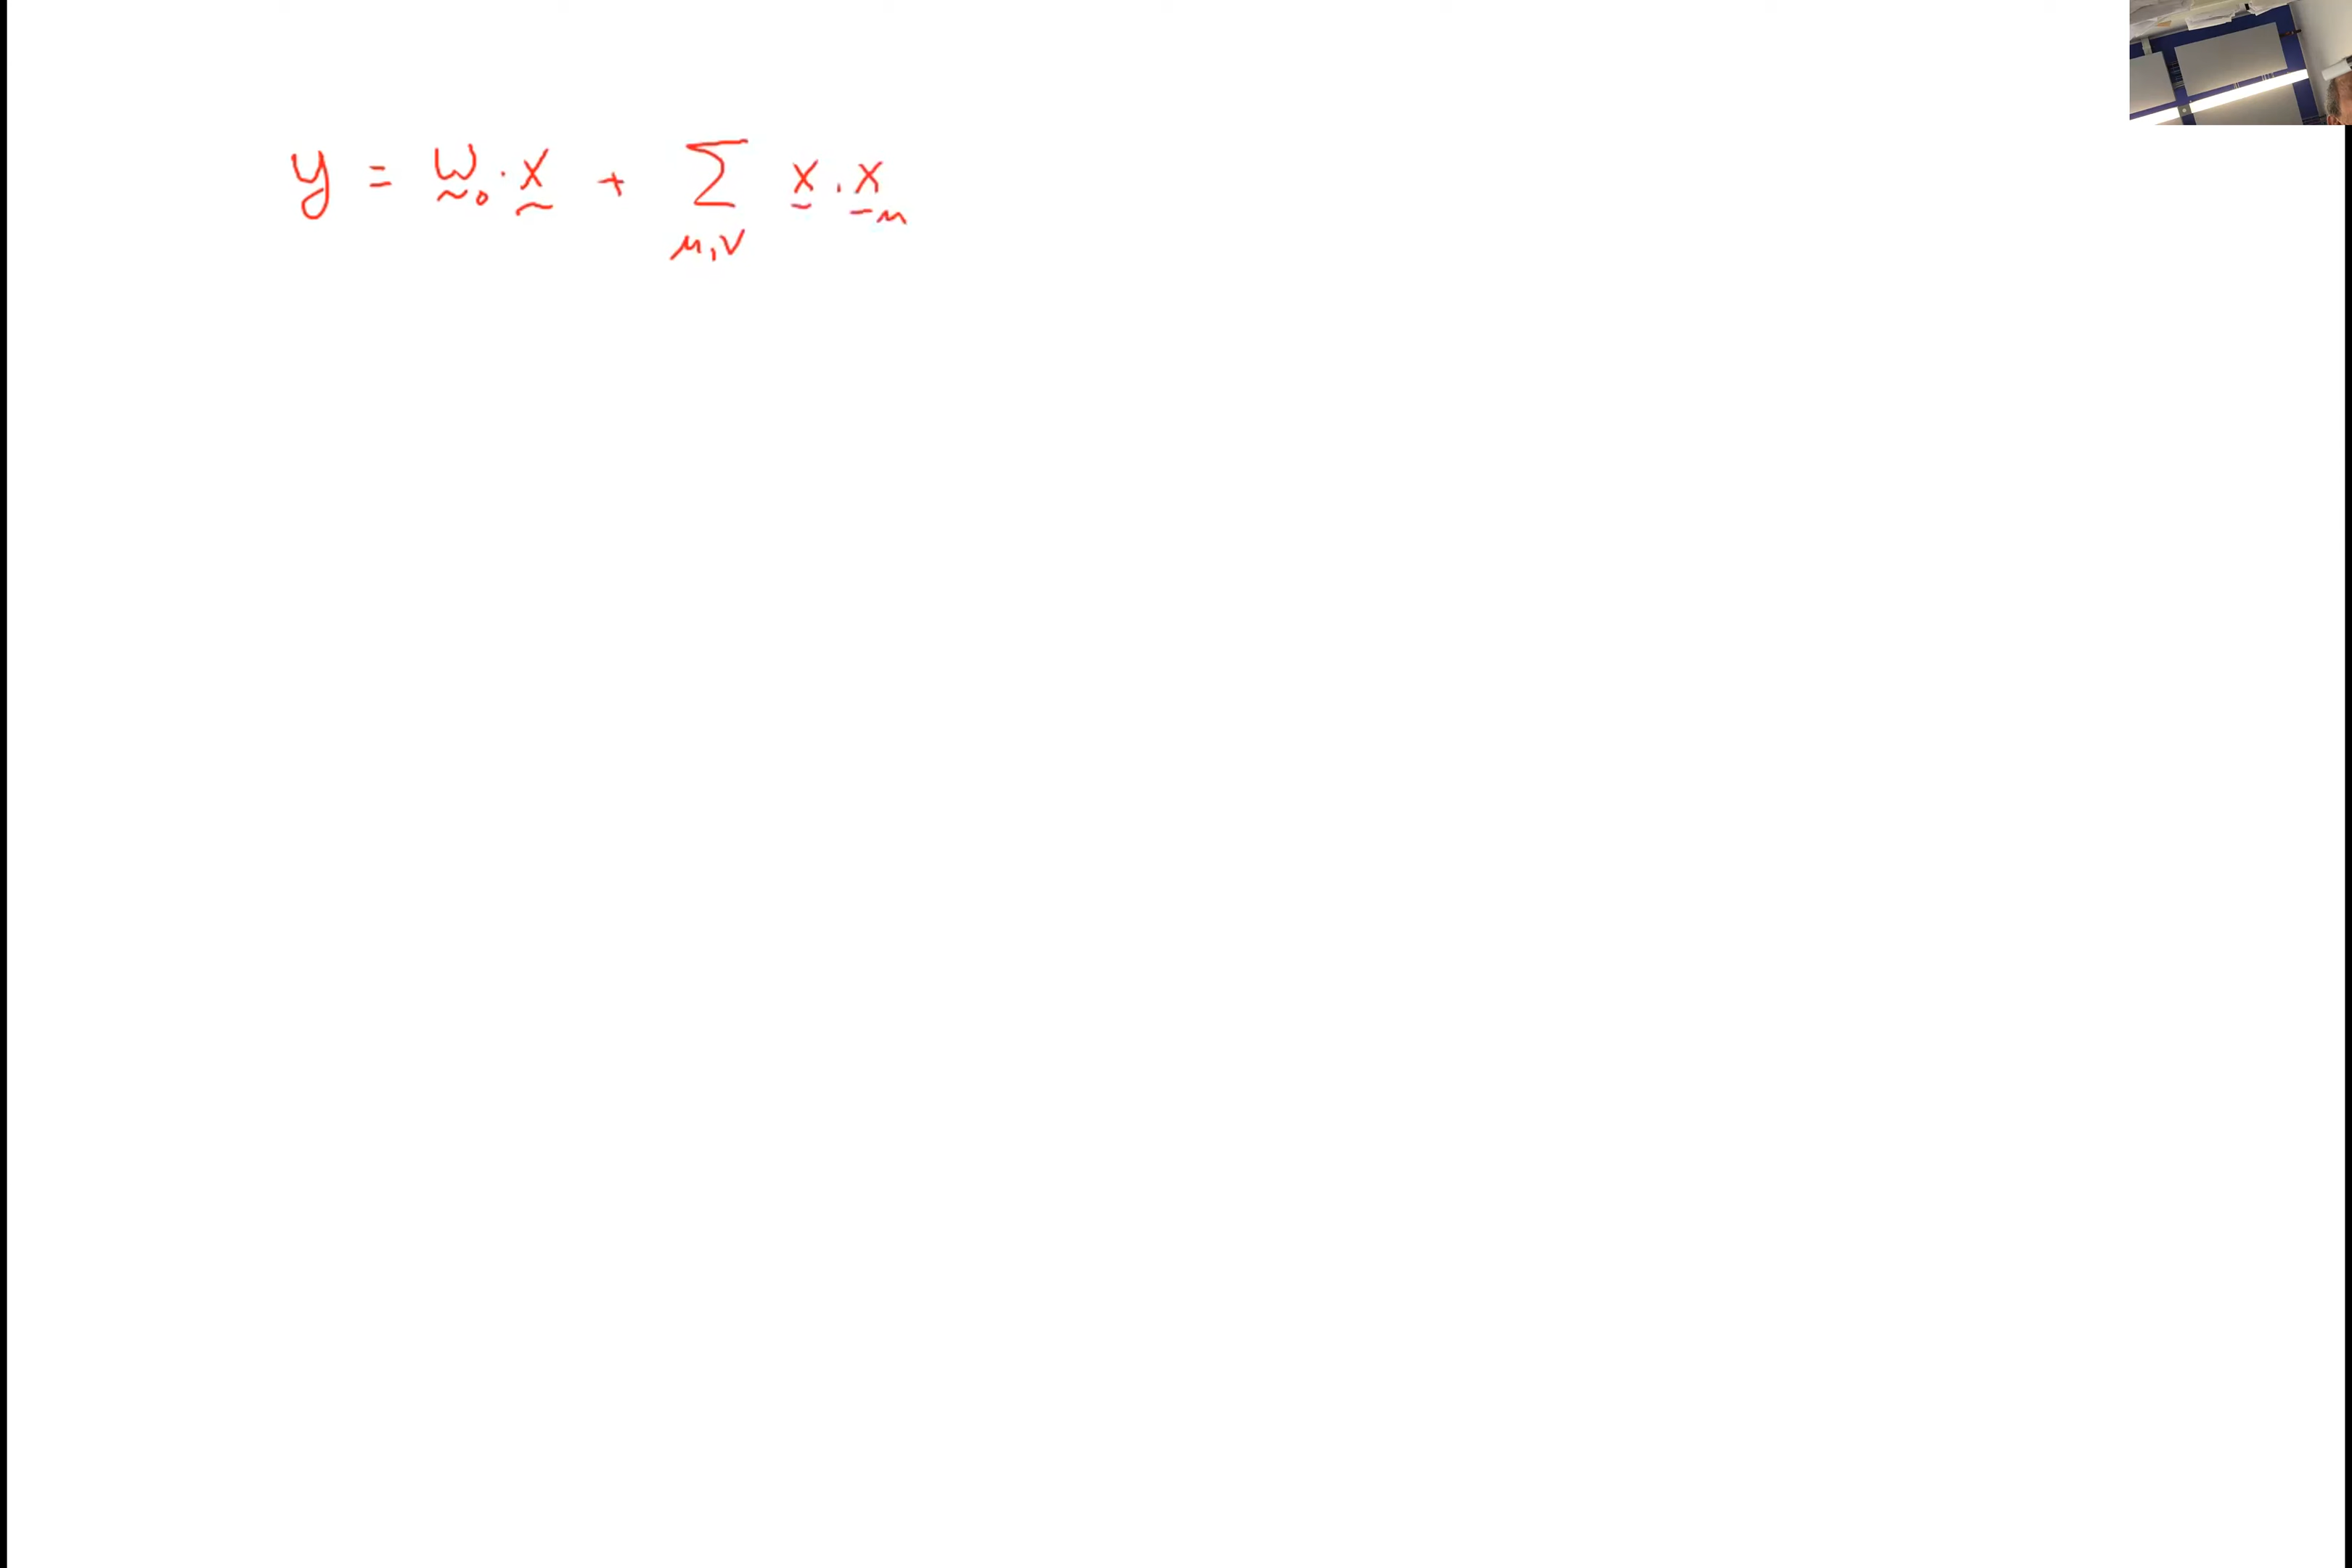 y = w₀ · x + Σ x · x_μ
μ,ν